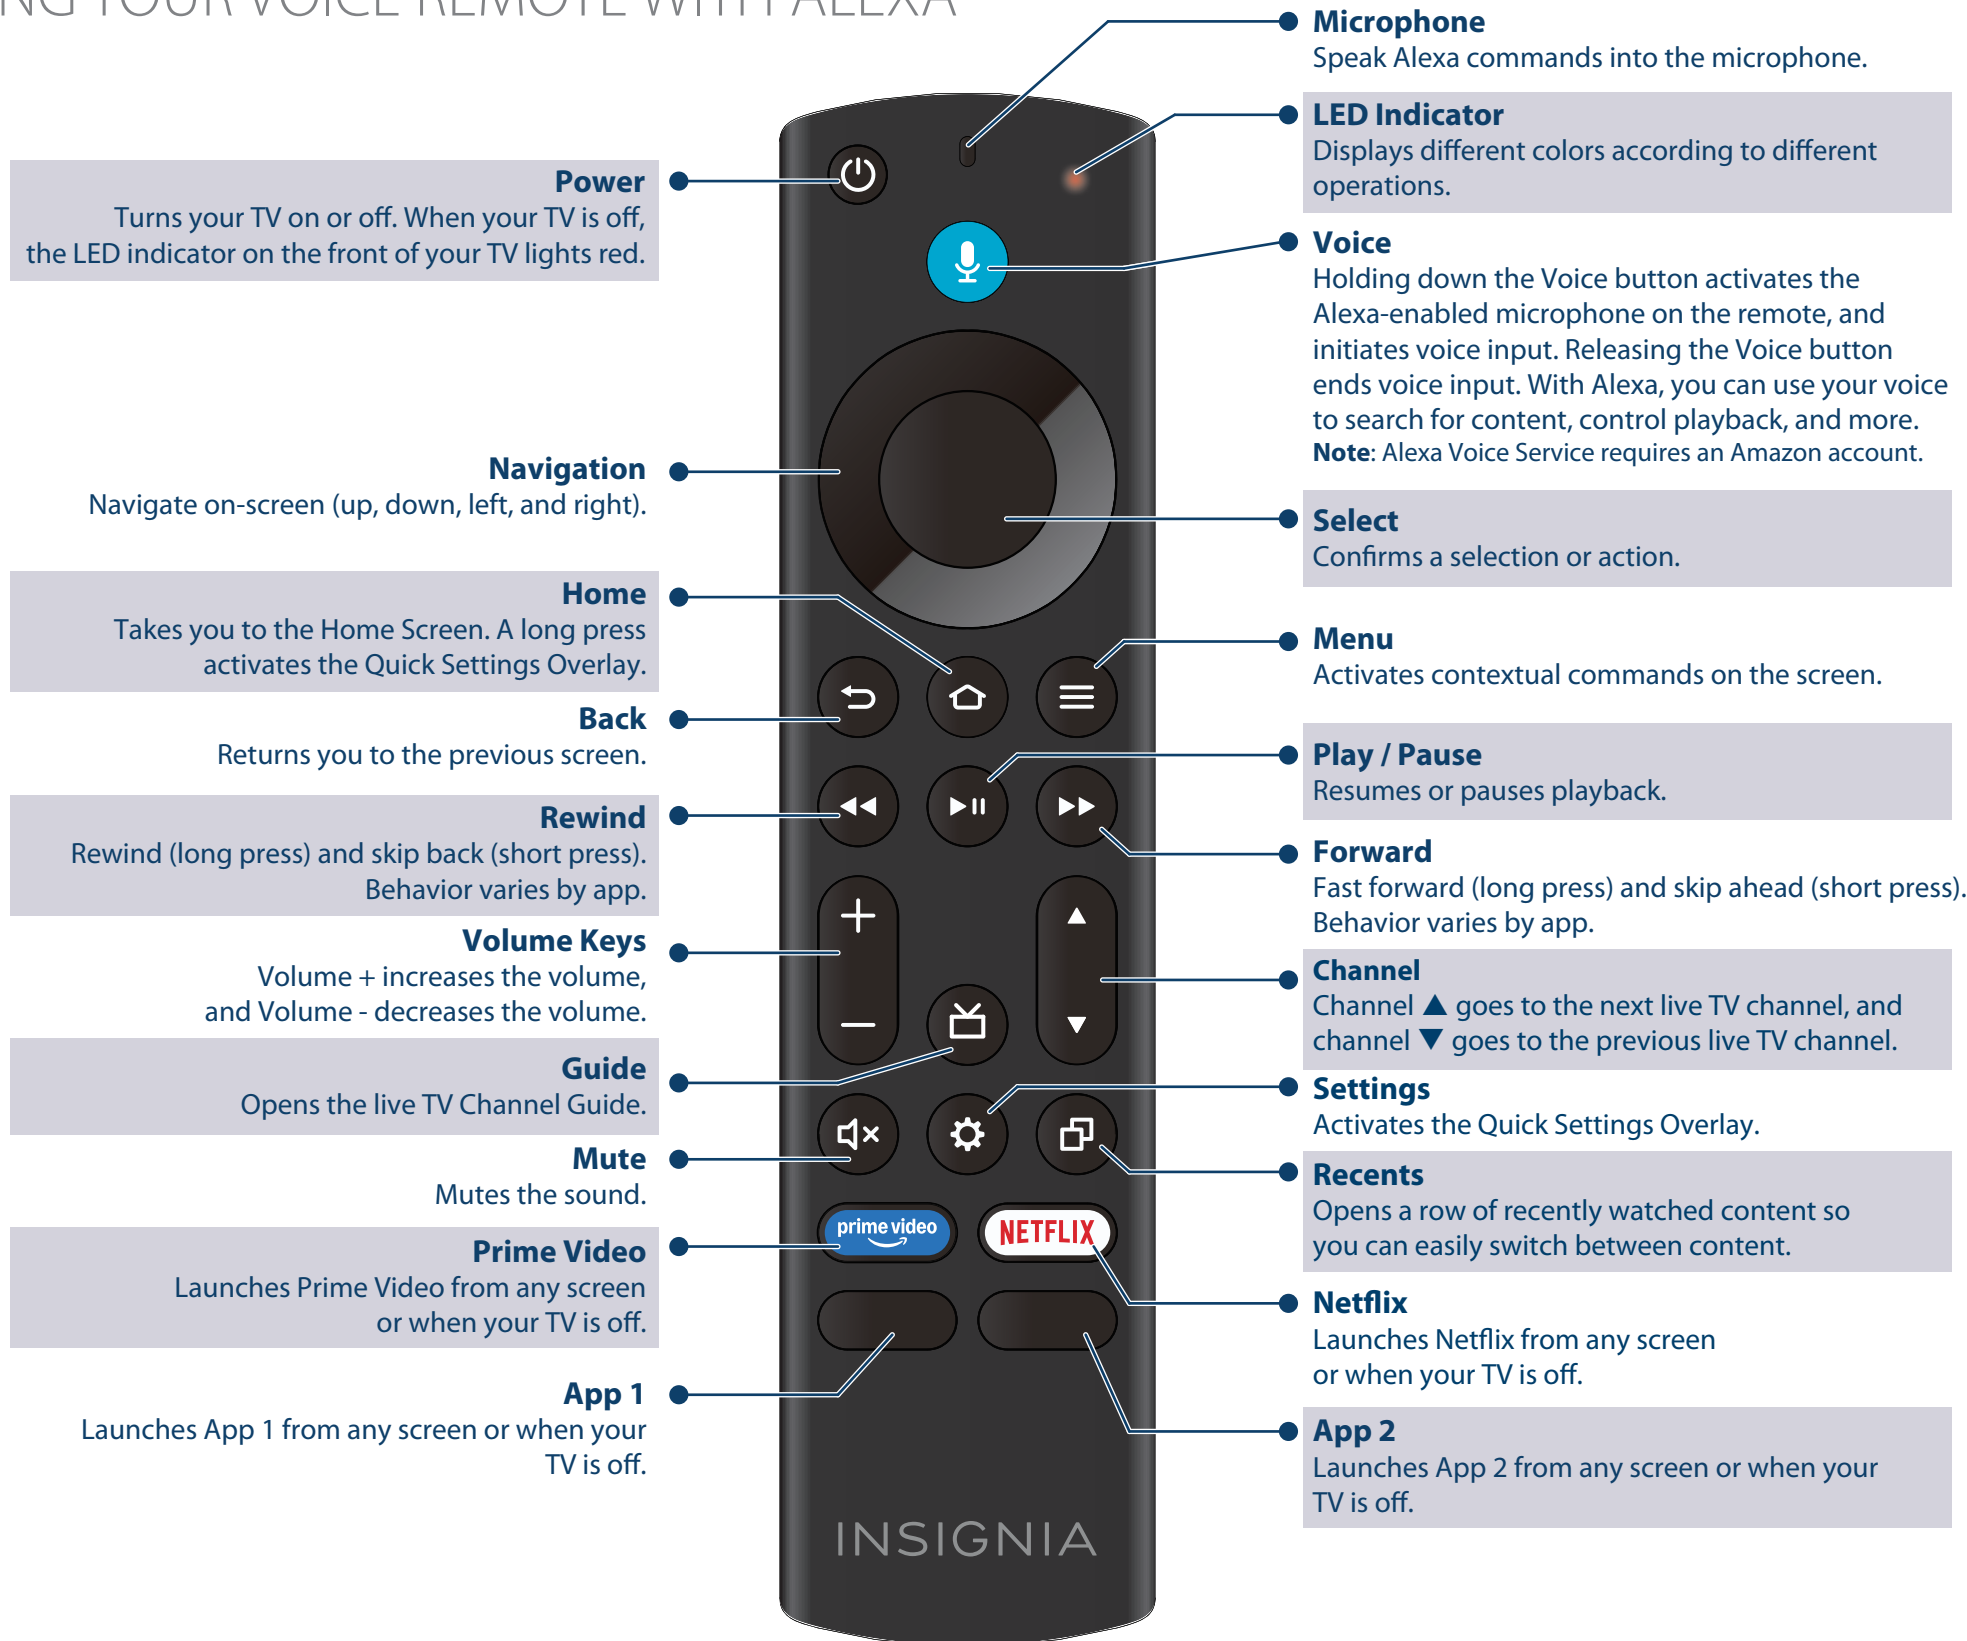 YOUR VOICE REMOTE WITH ALEXA
Microphone
Speak Alexa commands into the microphone.
LED Indicator
Displays different colors according to different
operations.
Power
Turns your TV on or off. When your TV is off,
the LED indicator on the front of your TV lights red.
Voice
Holding down the Voice button activates the
Alexa-enabled microphone on the remote, and
initiates voice input. Releasing the Voice button
ends voice input. With Alexa, you can use your voice
to search for content, control playback, and more.
Note: Alexa Voice Service requires an Amazon account.
Navigation
Navigate on-screen (up, down, left, and right).
Select
Confirms a selection or action.
Home
Takes you to the Home Screen. A long press
activates the Quick Settings Overlay.
Menu
Activates contextual commands on the screen.
Back
Returns you to the previous screen.
Play / Pause
Resumes or pauses playback.
Rewind
Rewind (long press) and skip back (short press).
Behavior varies by app.
Forward
Fast forward (long press) and skip ahead (short press).
Behavior varies by app.
Volume Keys
Volume + increases the volume,
and Volume - decreases the volume.
Channel
Channel ▲ goes to the next live TV channel, and
channel ▼ goes to the previous live TV channel.
Guide
Opens the live TV Channel Guide.
Settings
Activates the Quick Settings Overlay.
Mute
Mutes the sound.
Recents
Opens a row of recently watched content so
you can easily switch between content.
prime video
NETFLIX
Prime Video
Launches Prime Video from any screen
or when your TV is off.
Netflix
Launches Netflix from any screen
or when your TV is off.
App 1
Launches App 1 from any screen or when your
TV is off.
App 2
Launches App 2 from any screen or when your
TV is off.
INSIGNIA